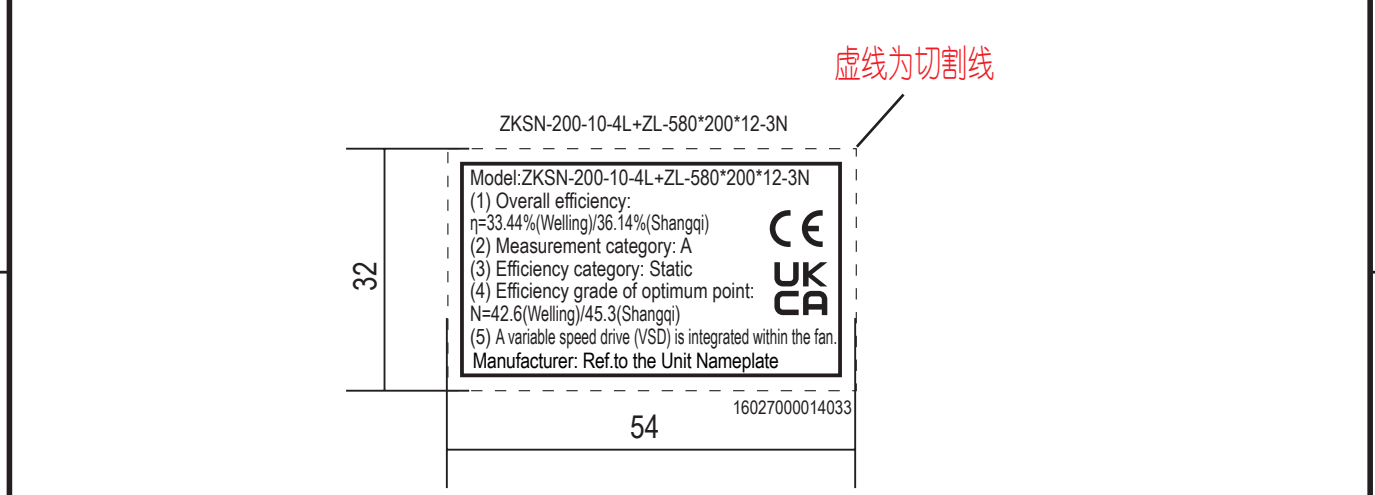 虚线为切割线
ZKSN-200-10-4L+ZL-580*200*12-3N
Model:ZKSN-200-10-4L+ZL-580*200*12-3N
(1) Overall efficiency:
η=33.44%(Welling)/36.14%(Shangqi)
(2) Measurement category: A
(3) Efficiency category: Static
(4) Efficiency grade of optimum point:
N=42.6(Welling)/45.3(Shangqi)
(5) A variable speed drive (VSD) is integrated within the fan.
Manufacturer: Ref.to the Unit Nameplate
CE
UK
CA
32
16027000014033
54